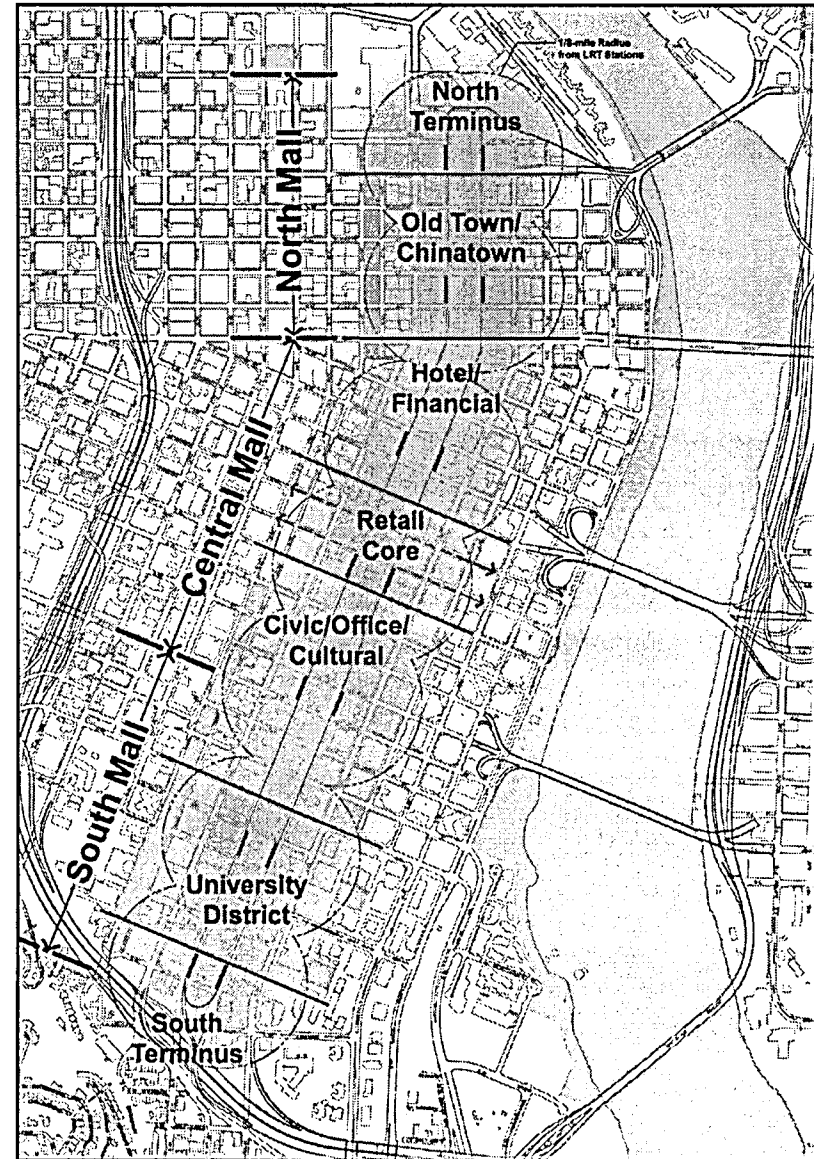 1/8-mile Radius
from LRT Stations
North
Terminus
North Mall
Old Town/
Chinatown
Hotel/
Financial
Central Mall
Retail
Core
Civic/Office/
Cultural
South Mall
University
District
South
Terminus